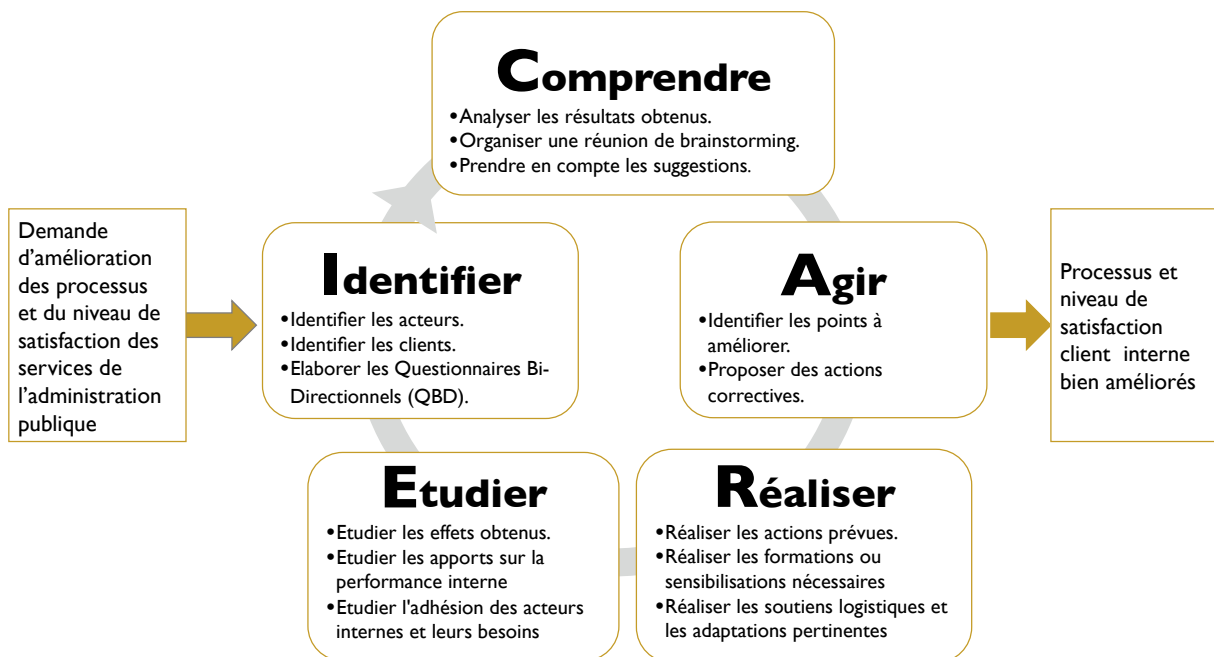 Comprendre
•Analyser les résultats obtenus.
•Organiser une réunion de brainstorming.
•Prendre en compte les suggestions.
Demande
d’amélioration
des processus
et du niveau de
satisfaction des
services de
l’administration
publique
Identifier
•Identifier les acteurs.
•Identifier les clients.
•Elaborer les Questionnaires Bi-
Directionnels (QBD).
Agir
•Identifier les points à
améliorer.
•Proposer des actions
correctives.
Processus et
niveau de
satisfaction
client interne
bien améliorés
Etudier
•Etudier les effets obtenus.
•Etudier les apports sur la
performance interne
•Etudier l'adhésion des acteurs
internes et leurs besoins
Réaliser
•Réaliser les actions prévues.
•Réaliser les formations ou
sensibilisations nécessaires
•Réaliser les soutiens logistiques et
les adaptations pertinentes